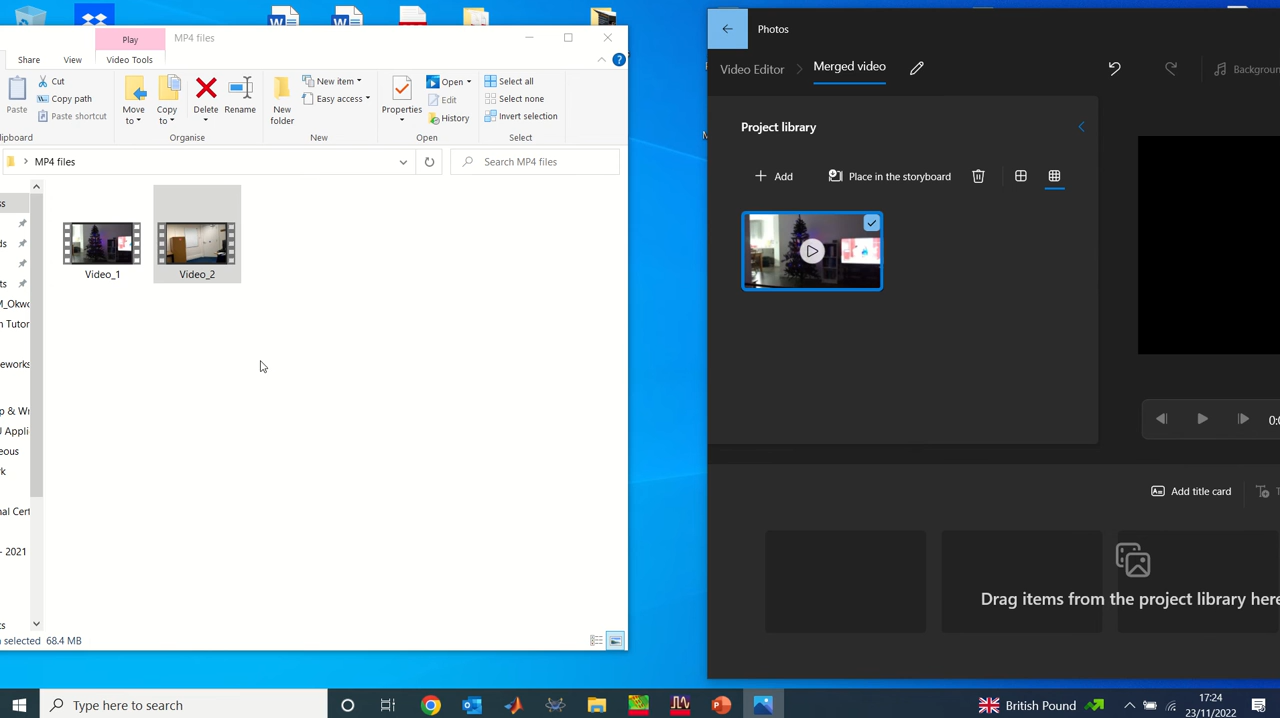 Play
MP4 files
Share
View
Video Tools
Paste
Cut
Copy path
Paste shortcut
Move to
Copy to
Delete
Rename
New folder
New item
Easy access
Properties
Open
Edit
History
Select all
Select none
Invert selection
Organise
New
Open
Select
MP4 files
Search MP4 files
Video_1
Video_2
n Tutor
- 2021
selected 68.4 MB
Photos
Video Editor
Merged video
Backgroun
Project library
Add
Place in the storyboard
Add title card
Drag items from the project library here
Type here to search
British Pound
17:24
23/11/2022